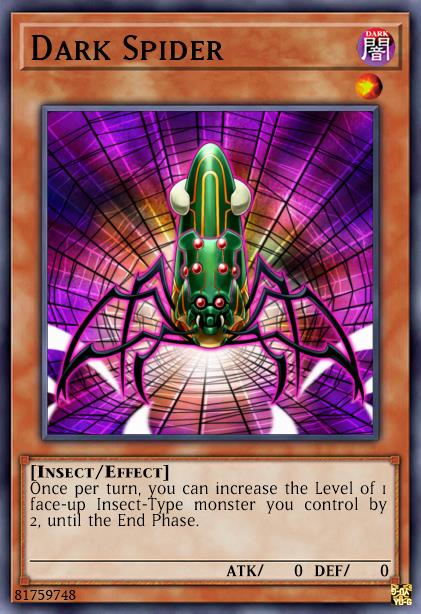 Dark Spider
DARK
闇
[Insect/Effect]
Once per turn, you can increase the Level of 1
face-up Insect-Type monster you control by
2, until the End Phase.
ATK/ 0 DEF/ 0
81759748